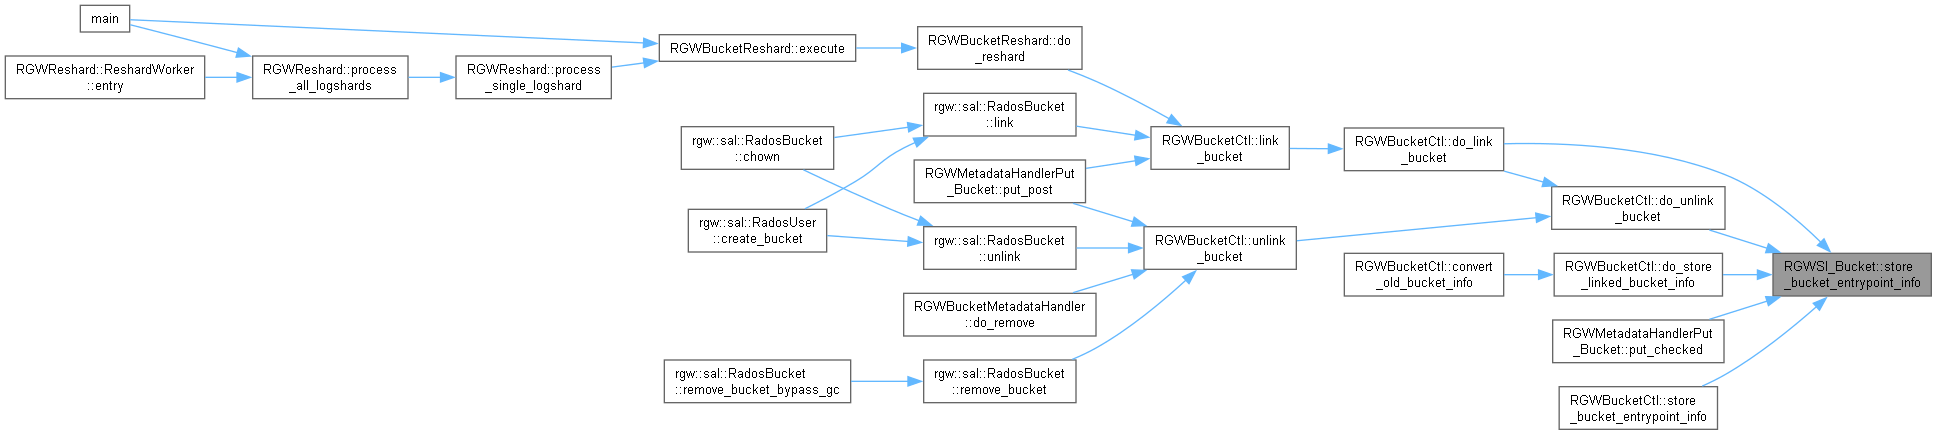 main
RGWReshard::ReshardWorker
::entry
RGWReshard::process
_all_logshards
RGWReshard::process
_single_logshard
RGWBucketReshard::execute
RGWBucketReshard::do
_reshard
rgw::sal::RadosBucket
::link
rgw::sal::RadosBucket
::chown
RGWMetadataHandlerPut
_Bucket::put_post
rgw::sal::RadosUser
::create_bucket
rgw::sal::RadosBucket
::unlink
RGWBucketMetadataHandler
::do_remove
rgw::sal::RadosBucket
::remove_bucket_bypass_gc
rgw::sal::RadosBucket
::remove_bucket
RGWBucketCtl::link
_bucket
RGWBucketCtl::unlink
_bucket
RGWBucketCtl::do_link
_bucket
RGWBucketCtl::do_unlink
_bucket
RGWBucketCtl::convert
_old_bucket_info
RGWBucketCtl::do_store
_linked_bucket_info
RGWMetadataHandlerPut
_Bucket::put_checked
RGWBucketCtl::store
_bucket_entrypoint_info
RGWSI_Bucket::store
_bucket_entrypoint_info